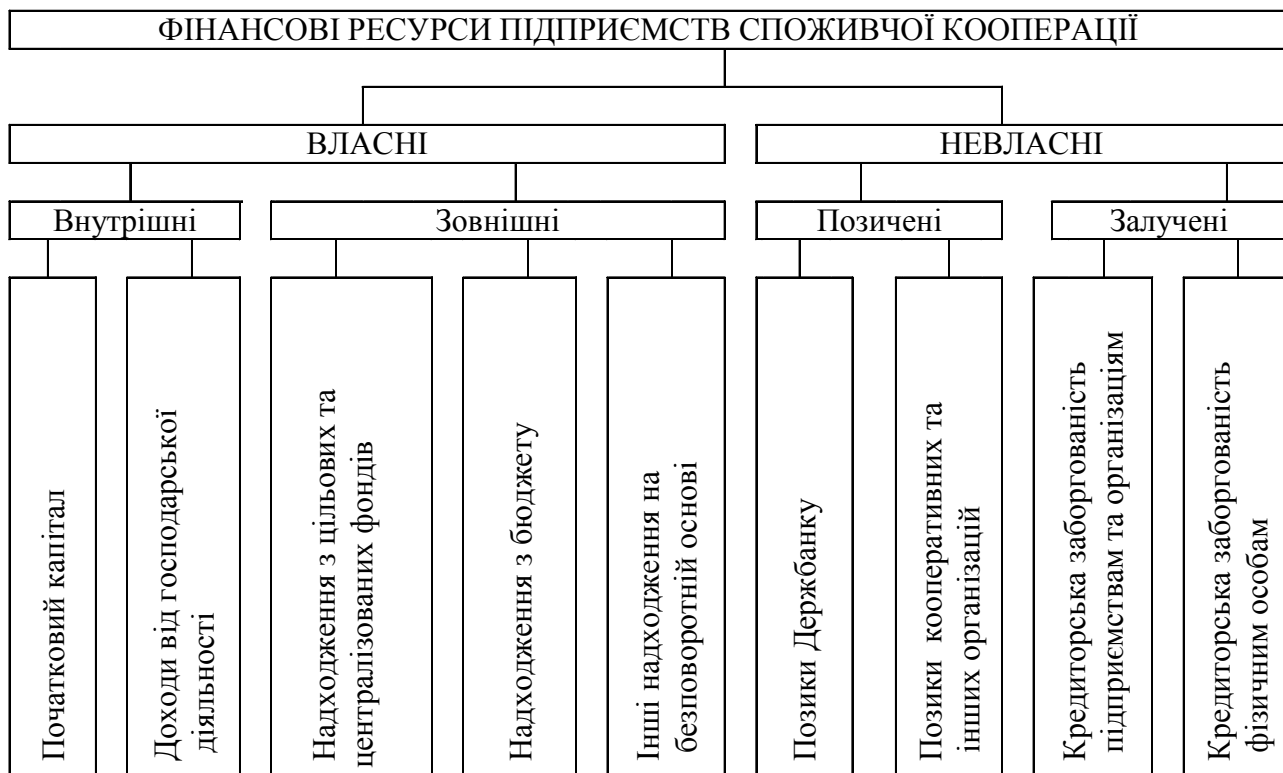 ФІНАНСОВІ РЕСУРСИ ПІДПРИЄМСТВ СПОЖИВЧОЇ КООПЕРАЦІЇ
ВЛАСНІ
НЕВЛАСНІ
Внутрішні
Зовнішні
Позичені
Залучені
Початковий капітал
Доходи від господарської
діяльності
Надходження з цільових та
централізованих фондів
Надходження з бюджету
Інші надходження на
безповоротній основі
Позики Держбанку
Позики кооперативних та
інших організацій
Кредиторська заборгованість
підприємствам та організаціям
Кредиторська заборгованість
фізичним особам